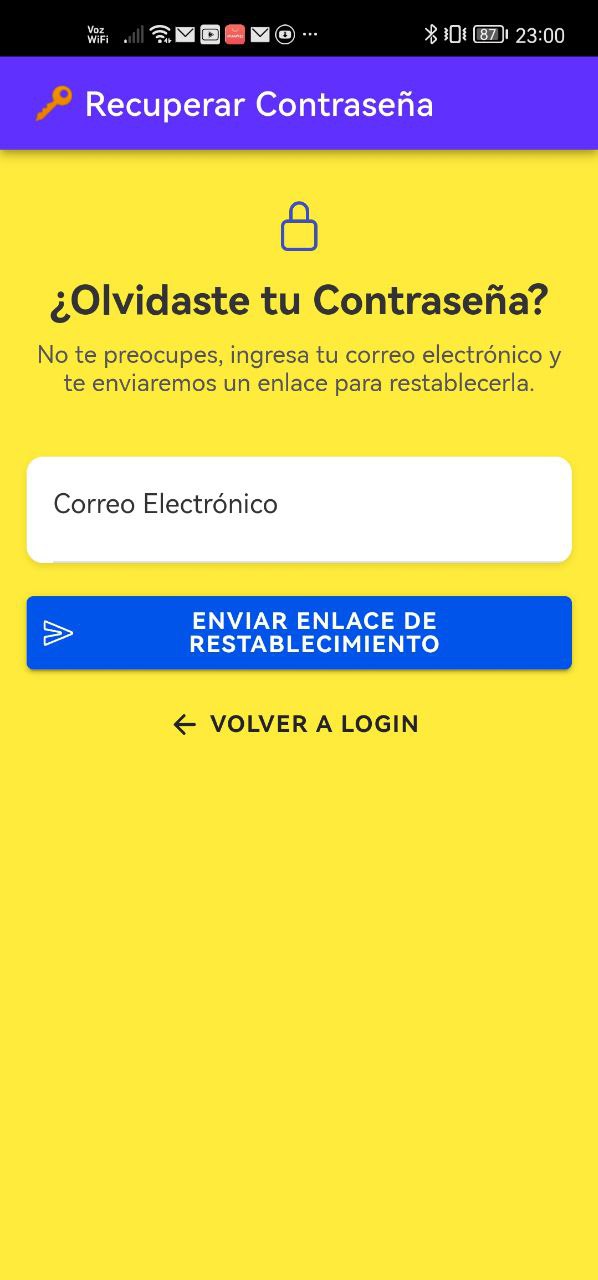 Voz
WiFi
87
23:00
Recuperar Contraseña
¿Olvidaste tu Contraseña?
No te preocupes, ingresa tu correo electrónico y
te enviaremos un enlace para restablecerla.
Correo Electrónico
ENVIAR ENLACE DE
RESTABLECIMIENTO
VOLVER A LOGIN